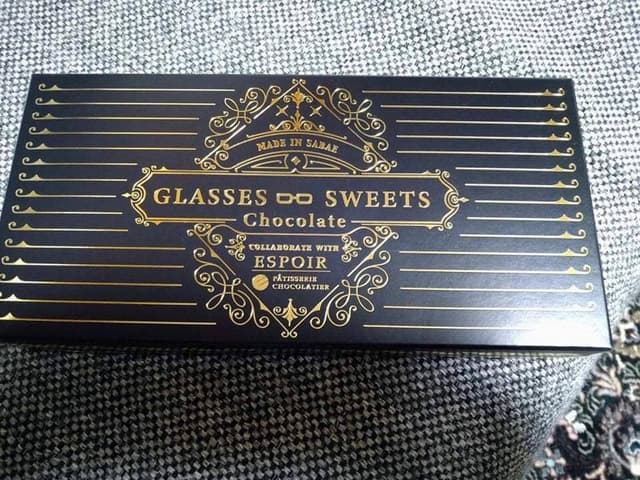 MADE IN SABAE
GLASSES SWEETS
Chocolate
COLLABORATE WITH
ESPOIR
PÂTISSERIE
CHOCOLATIER